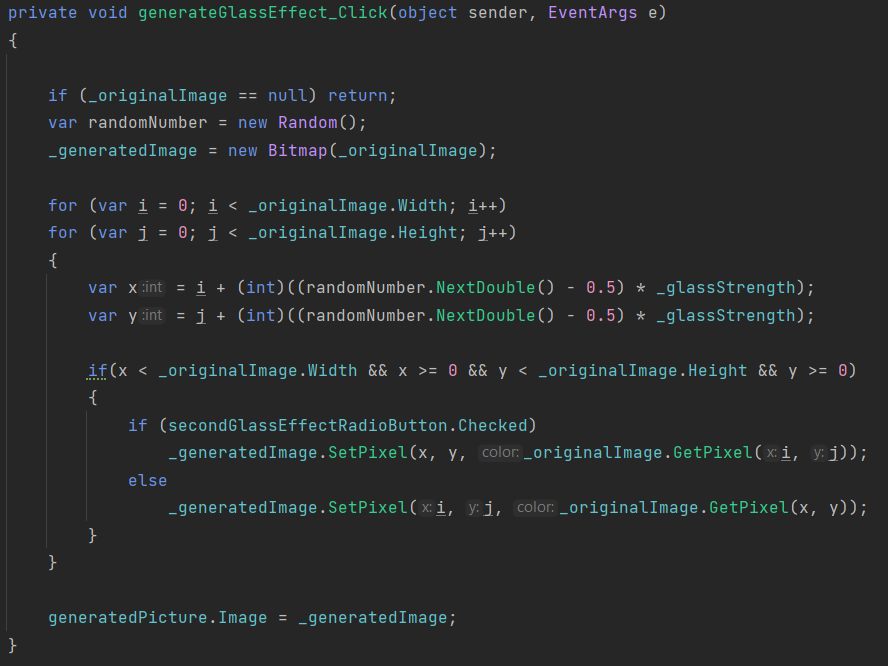 private void generateGlassEffect_Click(object sender, EventArgs e)
{
if (_originalImage == null) return;
var randomNumber = new Random();
_generatedImage = new Bitmap(_originalImage);
for (var i = 0; i < _originalImage.Width; i++)
for (var j = 0; j < _originalImage.Height; j++)
{
var x :int = i + (int)((randomNumber.NextDouble() - 0.5) * _glassStrength);
var y :int = j + (int)((randomNumber.NextDouble() - 0.5) * _glassStrength);
if(x < _originalImage.Width && x >= 0 && y < _originalImage.Height && y >= 0)
{
if (secondGlassEffectRadioButton.Checked)
_generatedImage.SetPixel(x, y, color: _originalImage.GetPixel( x: i, y: j));
else
_generatedImage.SetPixel( x: i, y: j, color: _originalImage.GetPixel(x, y));
}
}
generatedPicture.Image = _generatedImage;
}